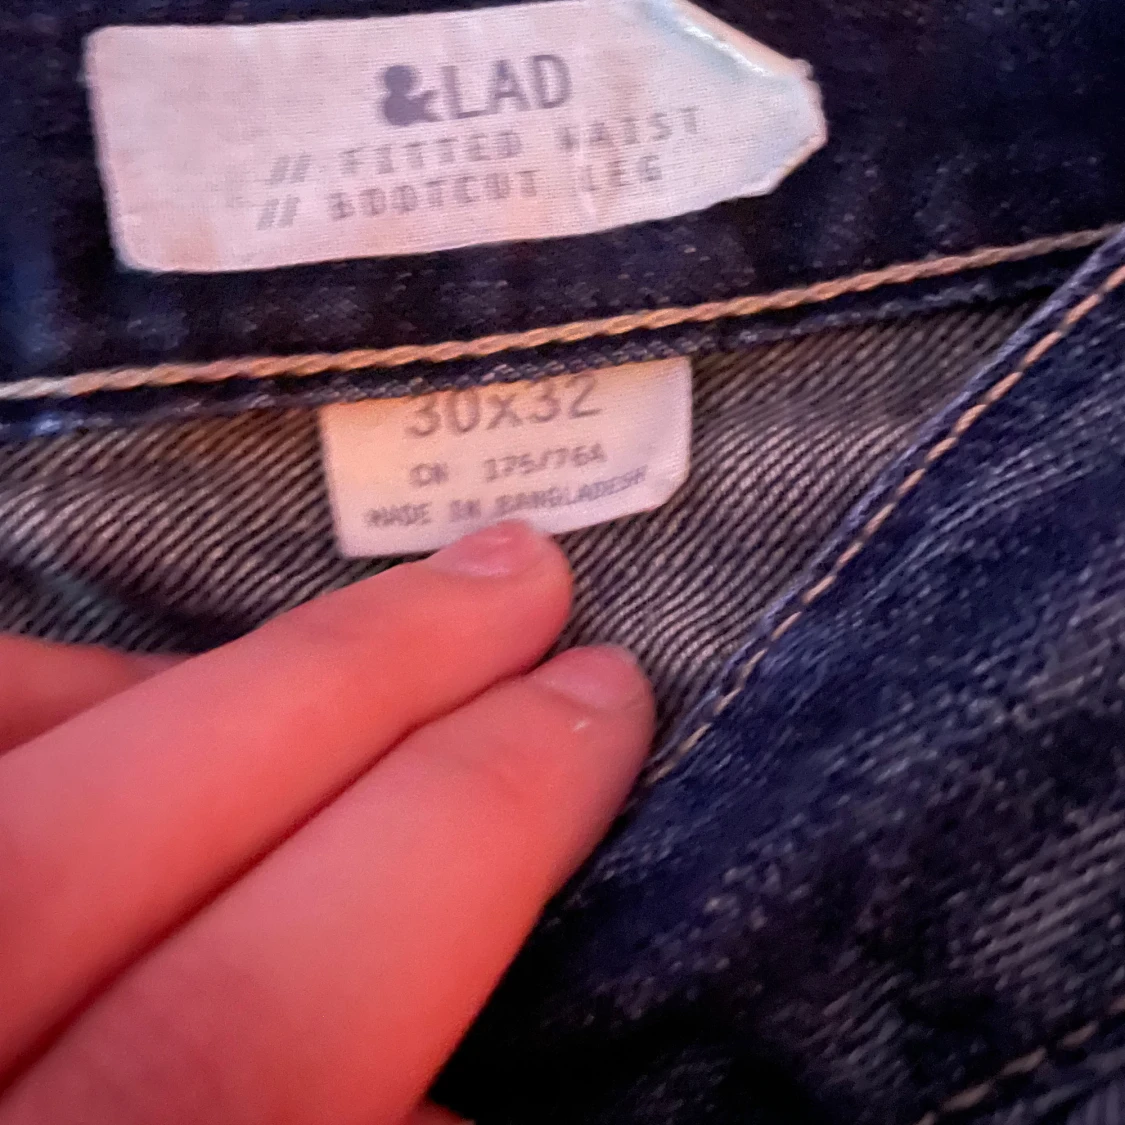 &LAD
// FITTED WAIST
// BOOTCUT LEG
30x32
CN 175/76A
MADE IN BANGLADESH